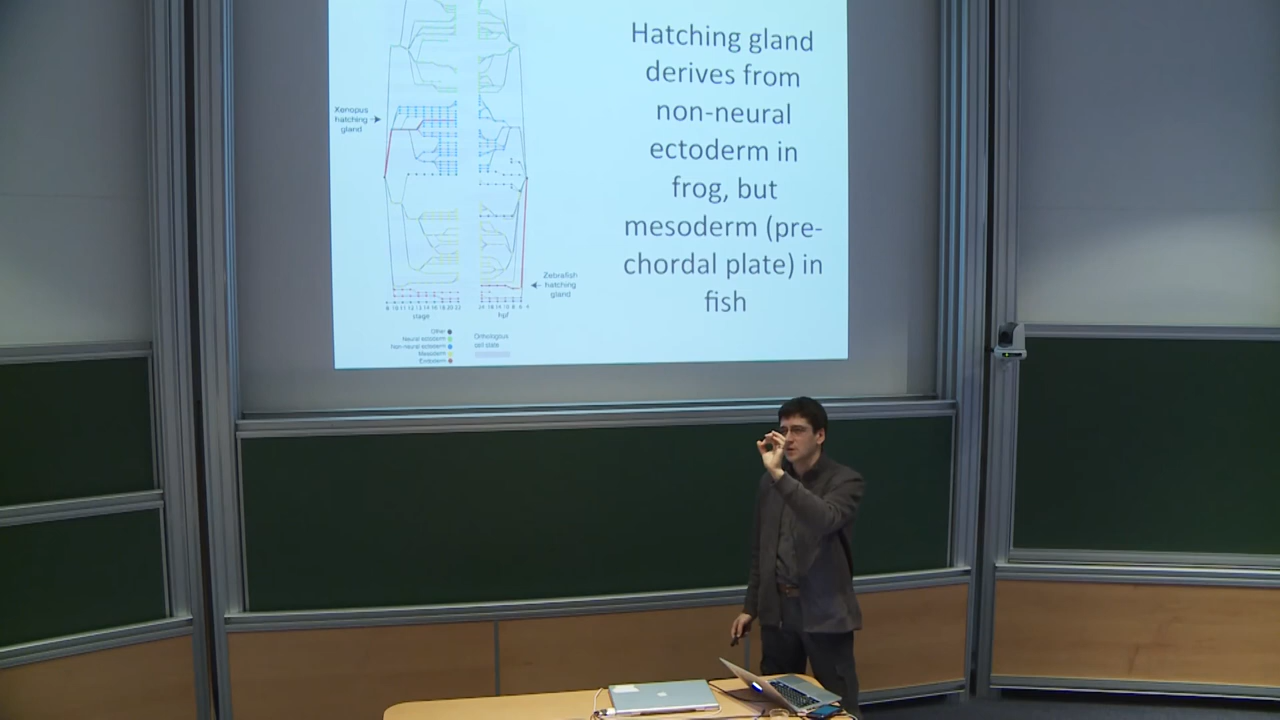 Hatching gland
derives from
non-neural
ectoderm in
frog, but
mesoderm (pre-
chordal plate) in
fish
Xenopus
hatching
gland
Zebrafish
hatching
gland
stage
hpf
Other
Neural ectoderm
Non-neural ectoderm
Mesoderm
Endoderm
Orthologous
cell state